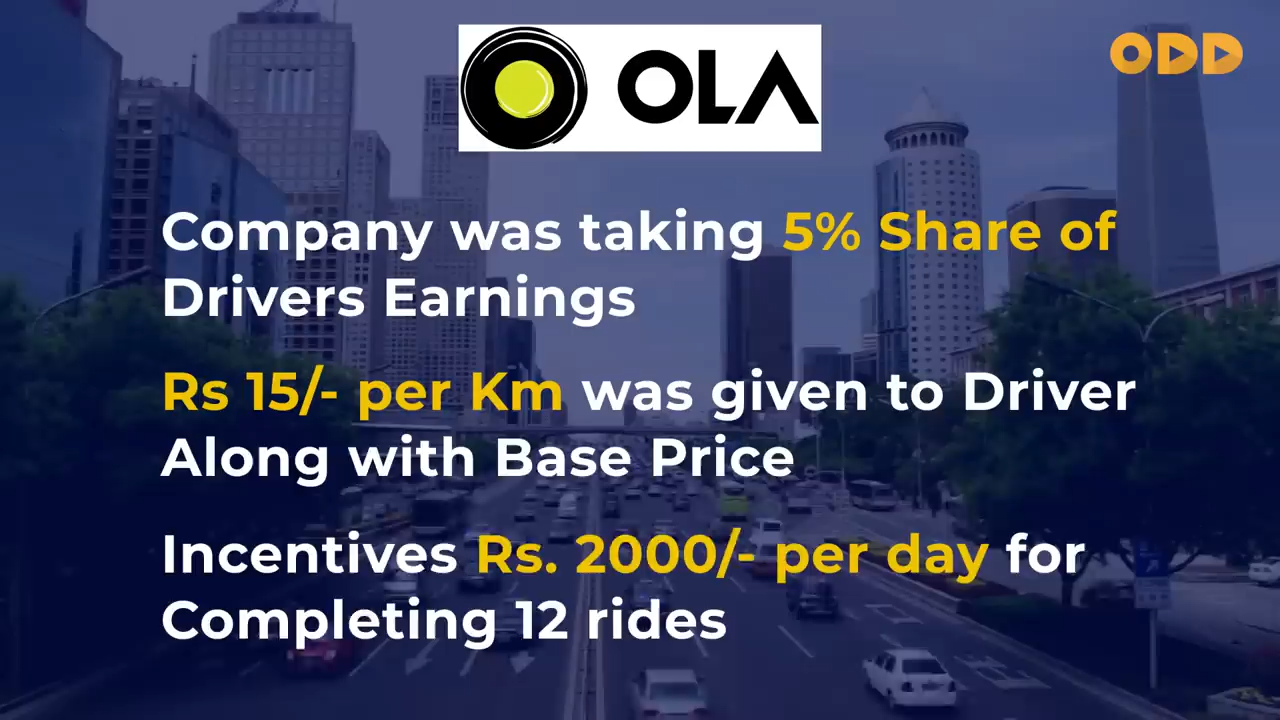 OLA
ODD
Company was taking 5% Share of
Drivers Earnings
Rs 15/- per Km was given to Driver
Along with Base Price
Incentives Rs. 2000/- per day for
Completing 12 rides